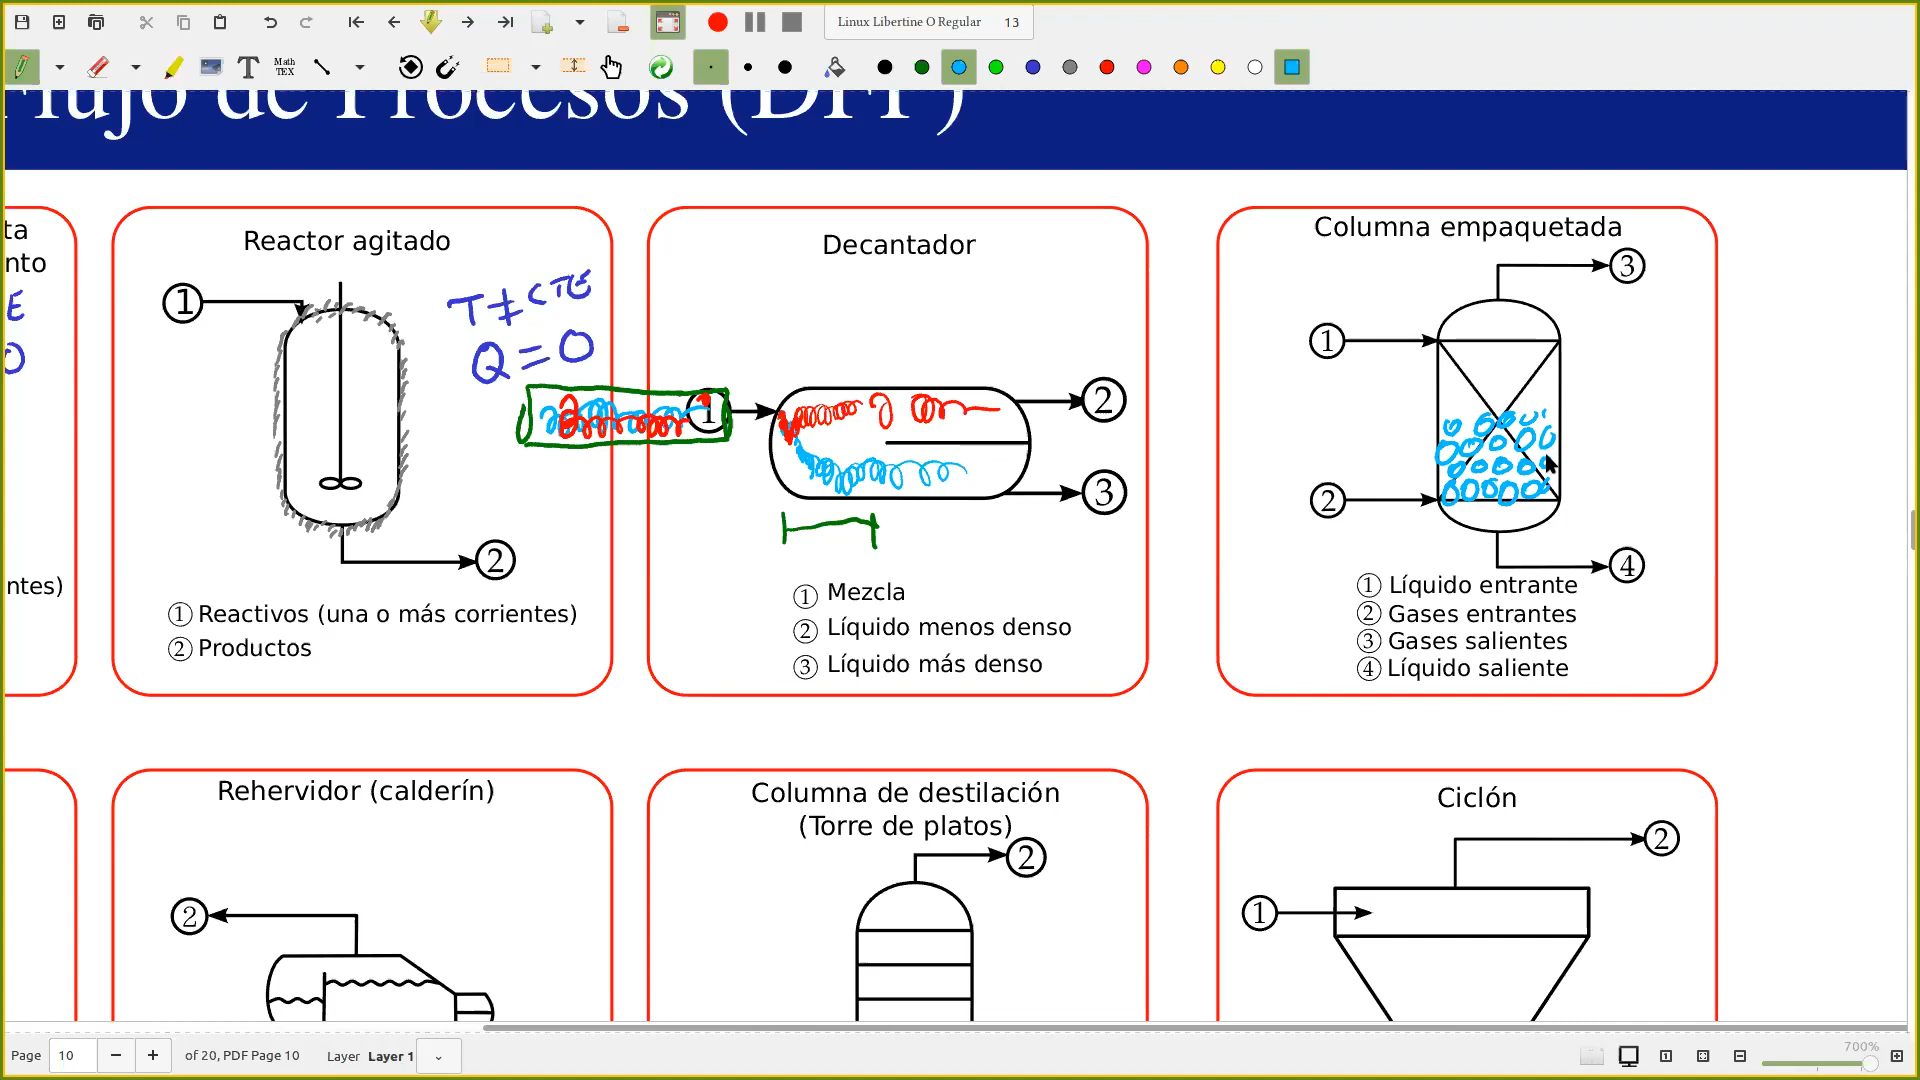 Linux Libertine O Regular 13
Math
TEX
Flujo de Procesos (DFP)
ta
nto
E
O
ntes)
Reactor agitado
1
T ≠ CTE
Q = 0
2
① Reactivos (una o más corrientes)
② Productos
Decantador
1
2
3
① Mezcla
② Líquido menos denso
③ Líquido más denso
Columna empaquetada
3
1
2
4
① Líquido entrante
② Gases entrantes
③ Gases salientes
④ Líquido saliente
Rehervidor (calderín)
2
Columna de destilación
(Torre de platos)
2
Ciclón
2
1
Page 10 of 20, PDF Page 10 Layer Layer 1
700%